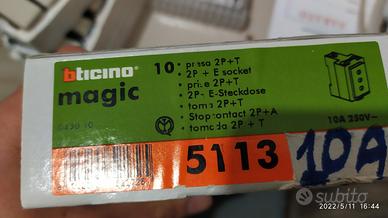 bticino
magic
10 • presa 2P+T
2P + E socket
prise 2P+T
2P- E-Steckdose
toma 2P+T
Stopcontact 2P+A
tomada 2P + T
10A 250V~
5113
10A
subito
2022/5/11 16:44